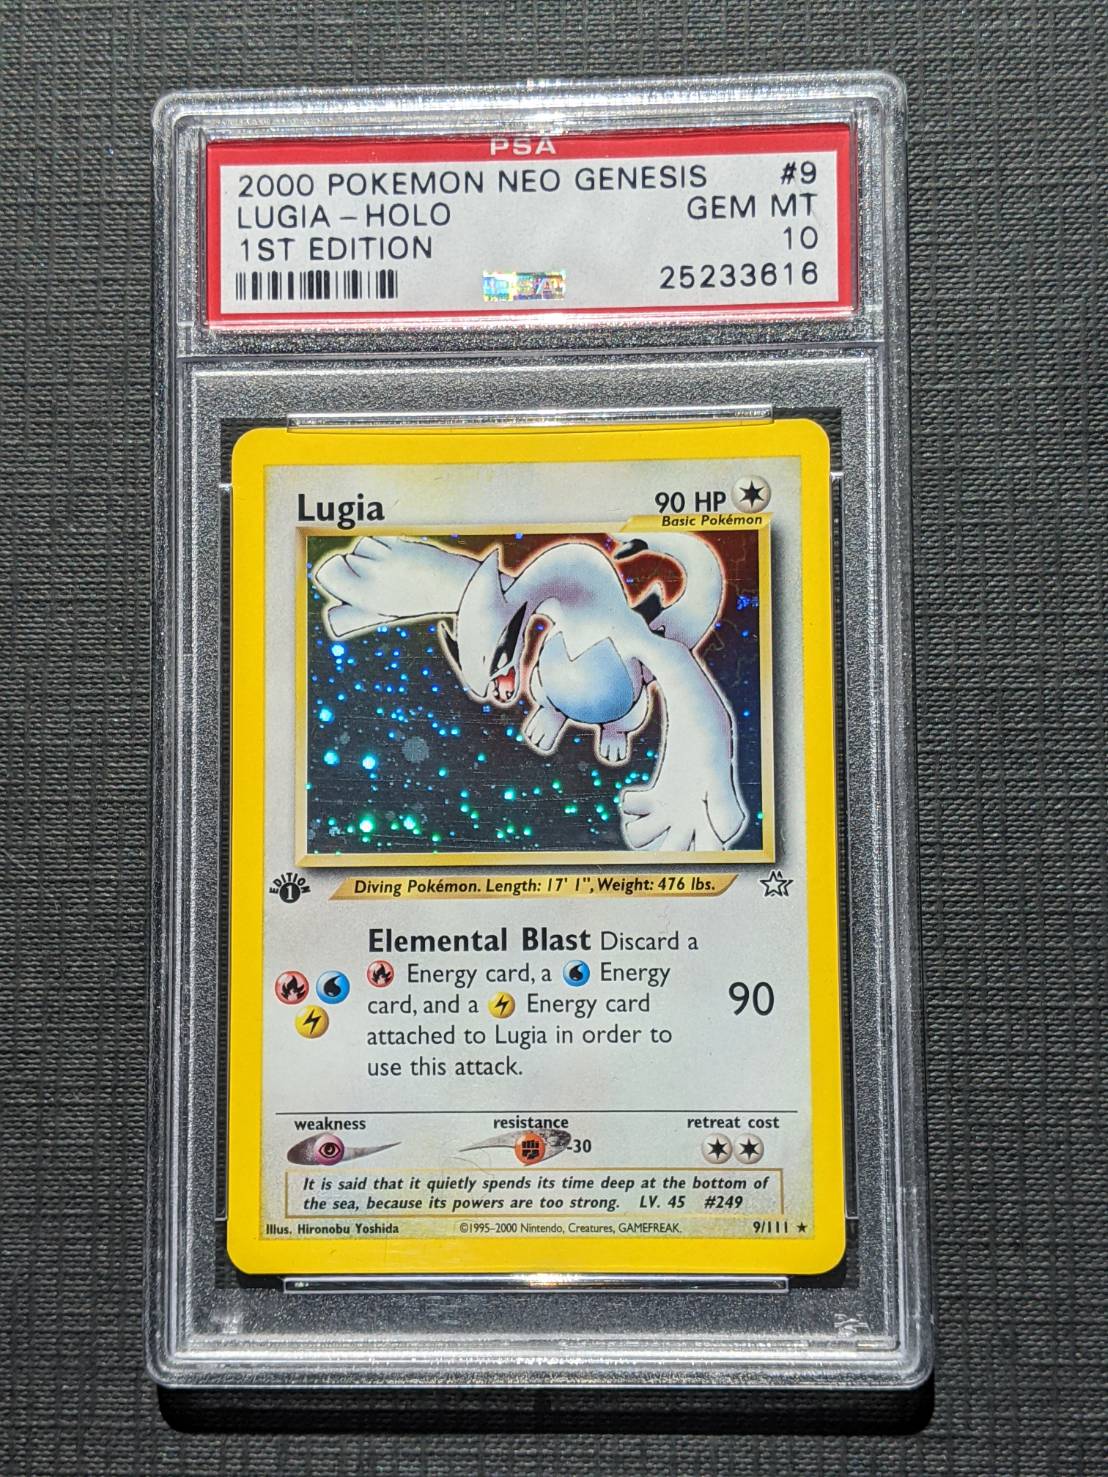 PSA
2000 POKEMON NEO GENESIS #9
LUGIA - HOLO GEM MT
1ST EDITION 10
25233616
Lugia 90 HP
Basic Pokémon
EDITION 1
Diving Pokémon. Length: 17' 1", Weight: 476 lbs.
Elemental Blast Discard a
Energy card, a Energy
card, and a Energy card
attached to Lugia in order to
use this attack.
90
weakness resistance retreat cost
-30
It is said that it quietly spends its time deep at the bottom of
the sea, because its powers are too strong. LV. 45 #249
Illus. Hironobu Yoshida ©1995-2000 Nintendo, Creatures, GAMEFREAK. 9/111 ★